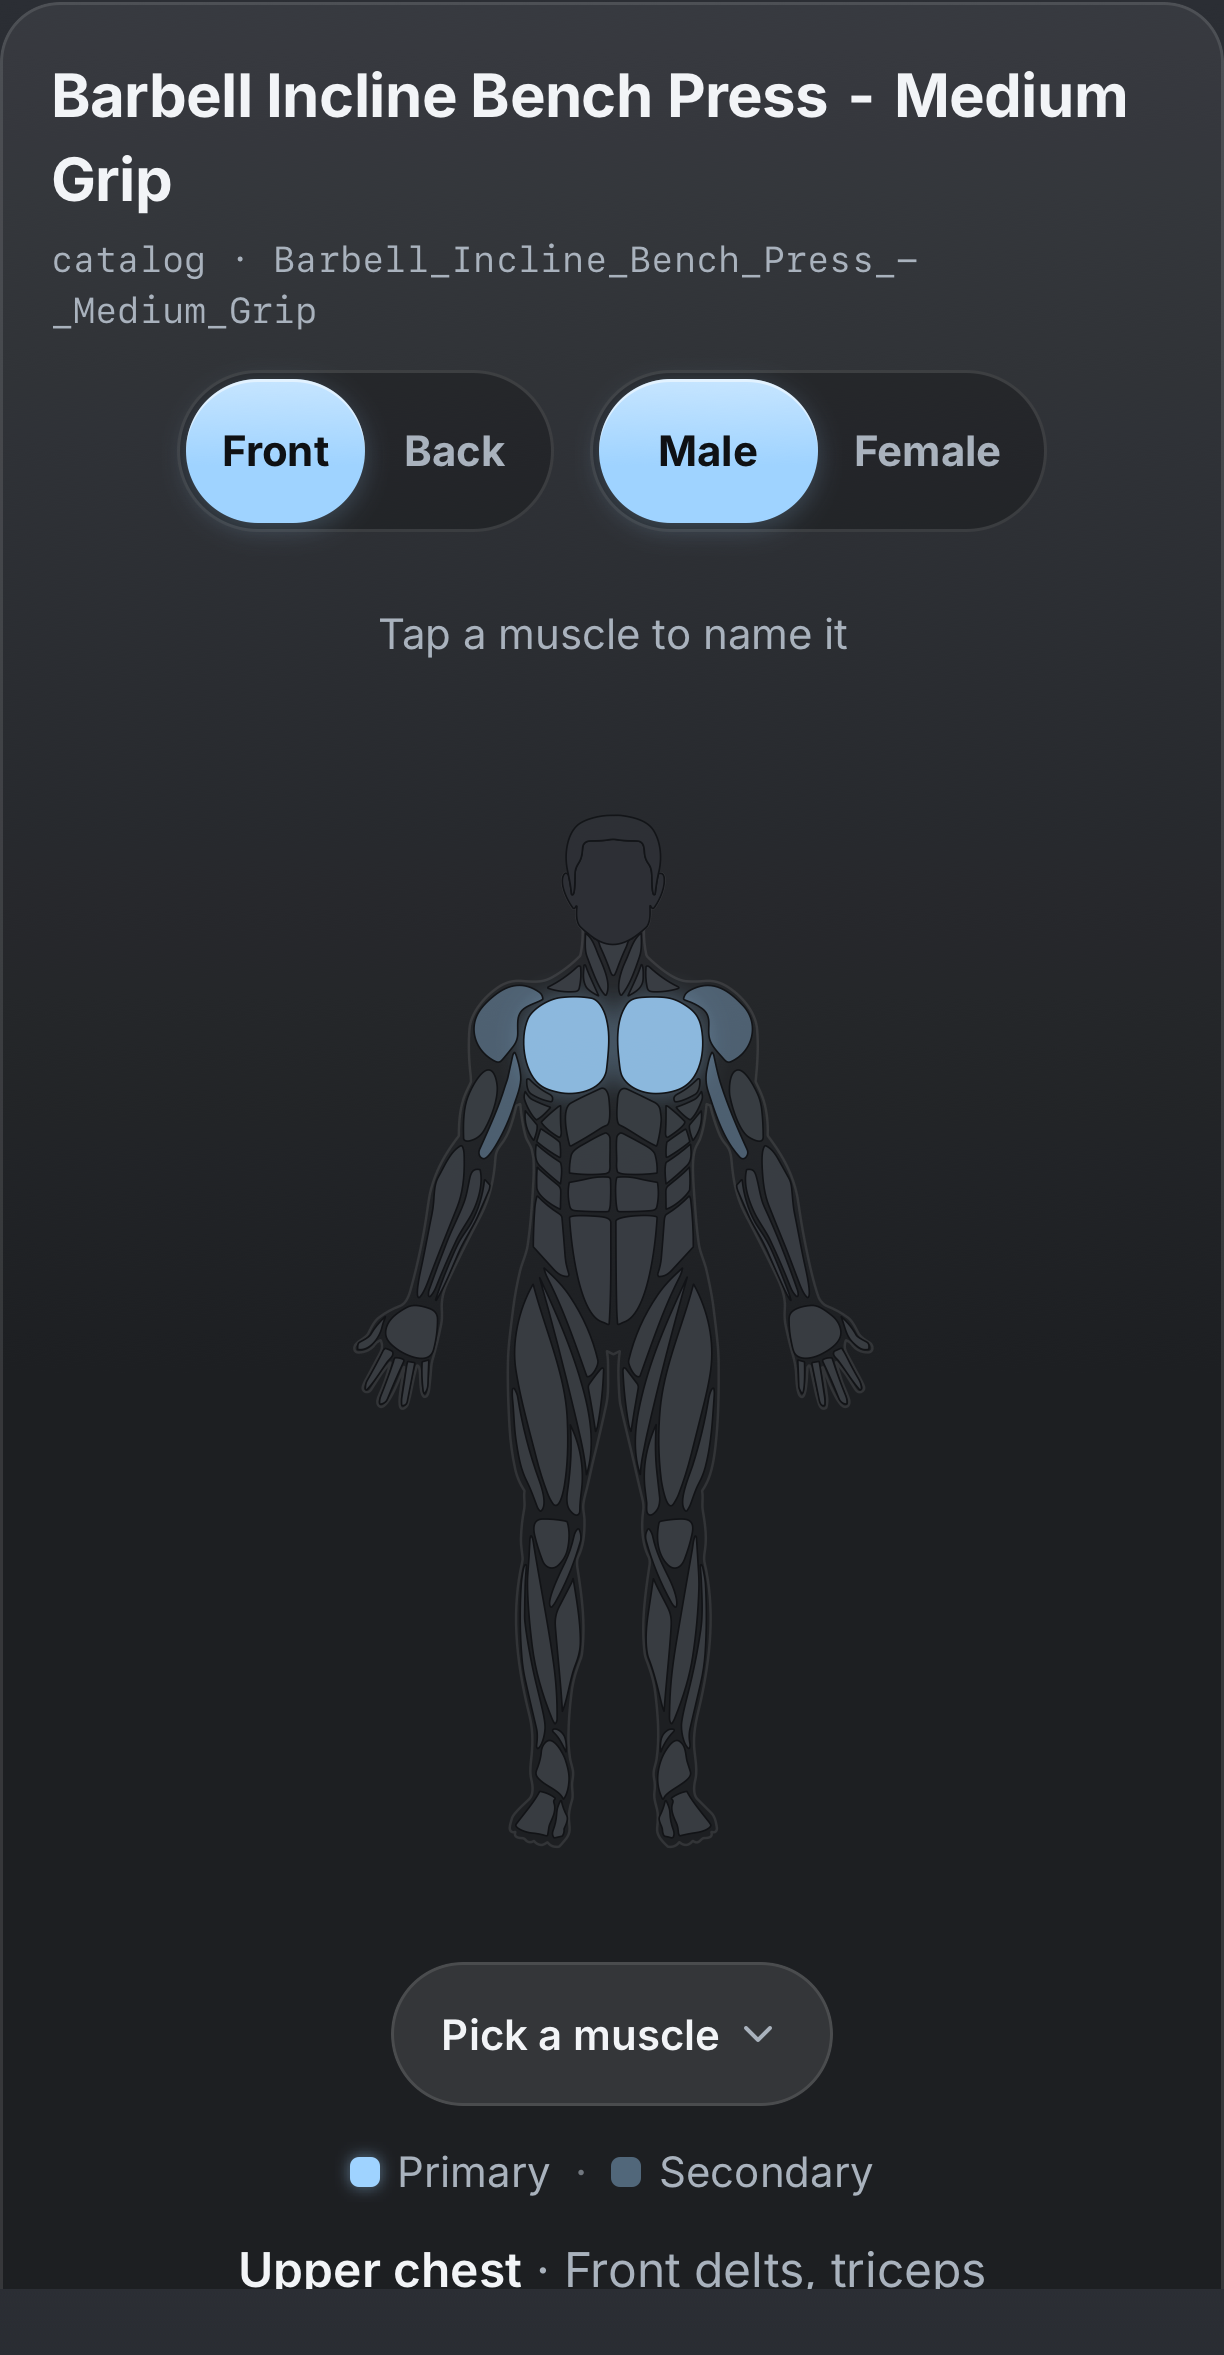 Barbell Incline Bench Press - Medium
Grip
catalog · Barbell_Incline_Bench_Press_-
_Medium_Grip
Front Back Male Female
Tap a muscle to name it
Pick a muscle
Primary · Secondary
Upper chest · Front delts, triceps